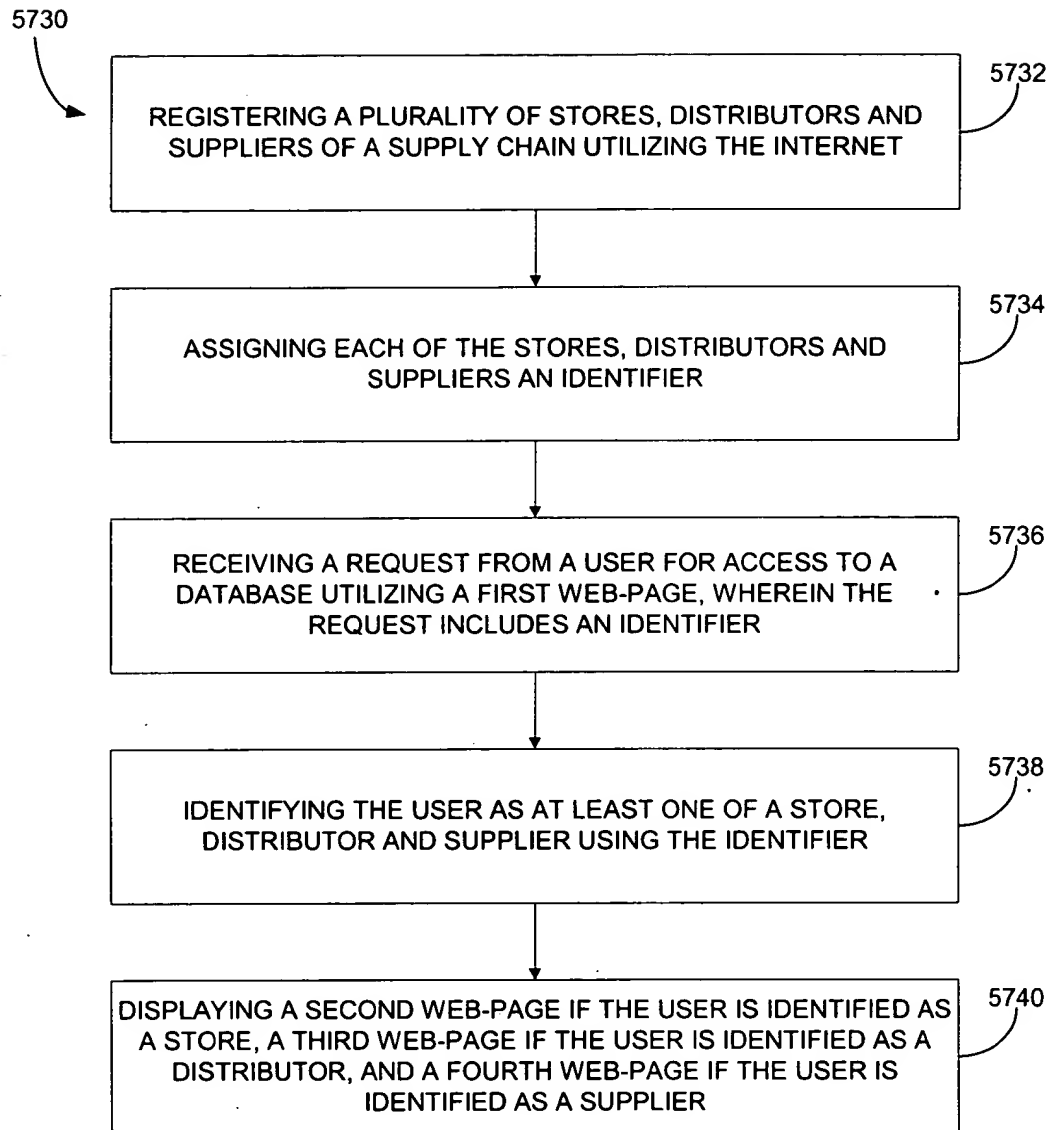 5730
5732
REGISTERING A PLURALITY OF STORES, DISTRIBUTORS AND
SUPPLIERS OF A SUPPLY CHAIN UTILIZING THE INTERNET
5734
ASSIGNING EACH OF THE STORES, DISTRIBUTORS AND
SUPPLIERS AN IDENTIFIER
5736
RECEIVING A REQUEST FROM A USER FOR ACCESS TO A
DATABASE UTILIZING A FIRST WEB-PAGE, WHEREIN THE
REQUEST INCLUDES AN IDENTIFIER
5738
IDENTIFYING THE USER AS AT LEAST ONE OF A STORE,
DISTRIBUTOR AND SUPPLIER USING THE IDENTIFIER
5740
DISPLAYING A SECOND WEB-PAGE IF THE USER IS IDENTIFIED AS
A STORE, A THIRD WEB-PAGE IF THE USER IS IDENTIFIED AS A
DISTRIBUTOR, AND A FOURTH WEB-PAGE IF THE USER IS
IDENTIFIED AS A SUPPLIER